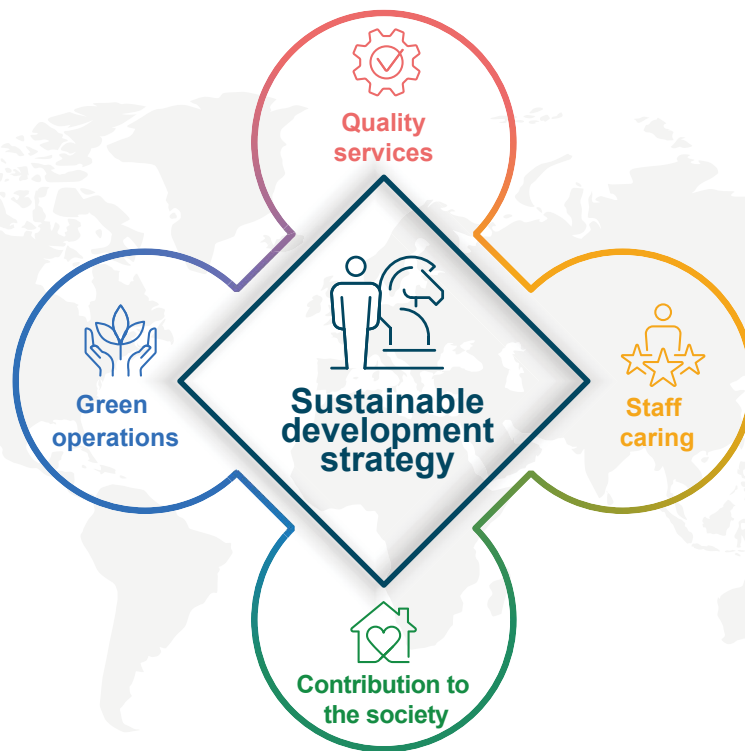 Quality
services
Green
operations
Sustainable
development
strategy
Staff
caring
Contribution to
the society